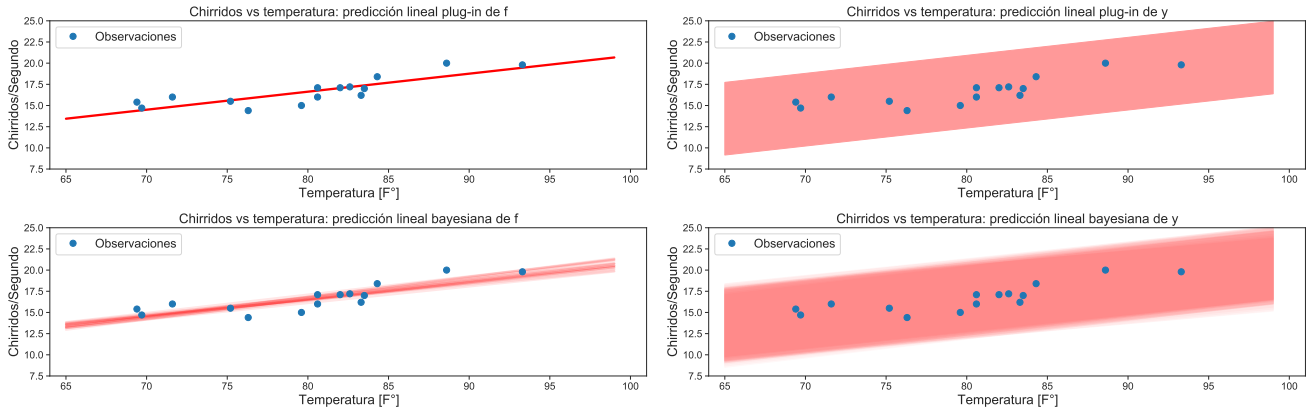 Chirridos vs temperatura: predicción lineal plug-in de f
Chirridos/Segundo
25.0
22.5
20.0
17.5
15.0
12.5
10.0
7.5
Observaciones
65 70 75 80 85 90 95 100
Temperatura [F°]
Chirridos vs temperatura: predicción lineal plug-in de y
Chirridos/Segundo
25.0
22.5
20.0
17.5
15.0
12.5
10.0
7.5
Observaciones
65 70 75 80 85 90 95 100
Temperatura [F°]
Chirridos vs temperatura: predicción lineal bayesiana de f
Chirridos/Segundo
25.0
22.5
20.0
17.5
15.0
12.5
10.0
7.5
Observaciones
65 70 75 80 85 90 95 100
Temperatura [F°]
Chirridos vs temperatura: predicción lineal bayesiana de y
Chirridos/Segundo
25.0
22.5
20.0
17.5
15.0
12.5
10.0
7.5
Observaciones
65 70 75 80 85 90 95 100
Temperatura [F°]